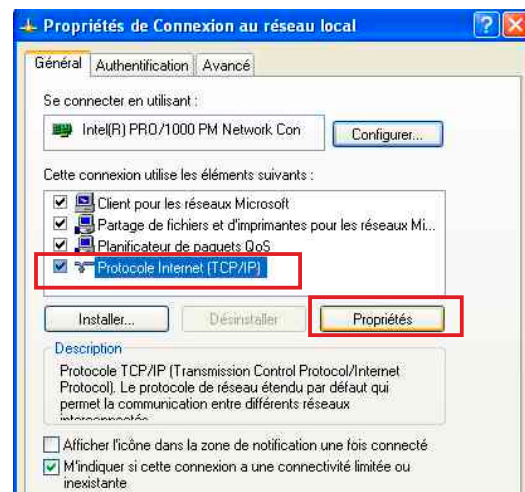 Propriétés de Connexion au réseau local
Général Authentification Avancé
Se connecter en utilisant :
Intel(R) PRO/1000 PM Network Con
Configurer...
Cette connexion utilise les éléments suivants :
Client pour les réseaux Microsoft
Partage de fichiers et d'imprimantes pour les réseaux Mi...
Planificateur de paquets QoS
Protocole Internet (TCP/IP)
Installer... Désinstaller Propriétés
Description
Protocole TCP/IP (Transmission Control Protocol/Internet
Protocol). Le protocole de réseau étendu par défaut qui
permet la communication entre différents réseaux
Afficher l'icône dans la zone de notification une fois connecté
M'indiquer si cette connexion a une connectivité limitée ou
inexistante